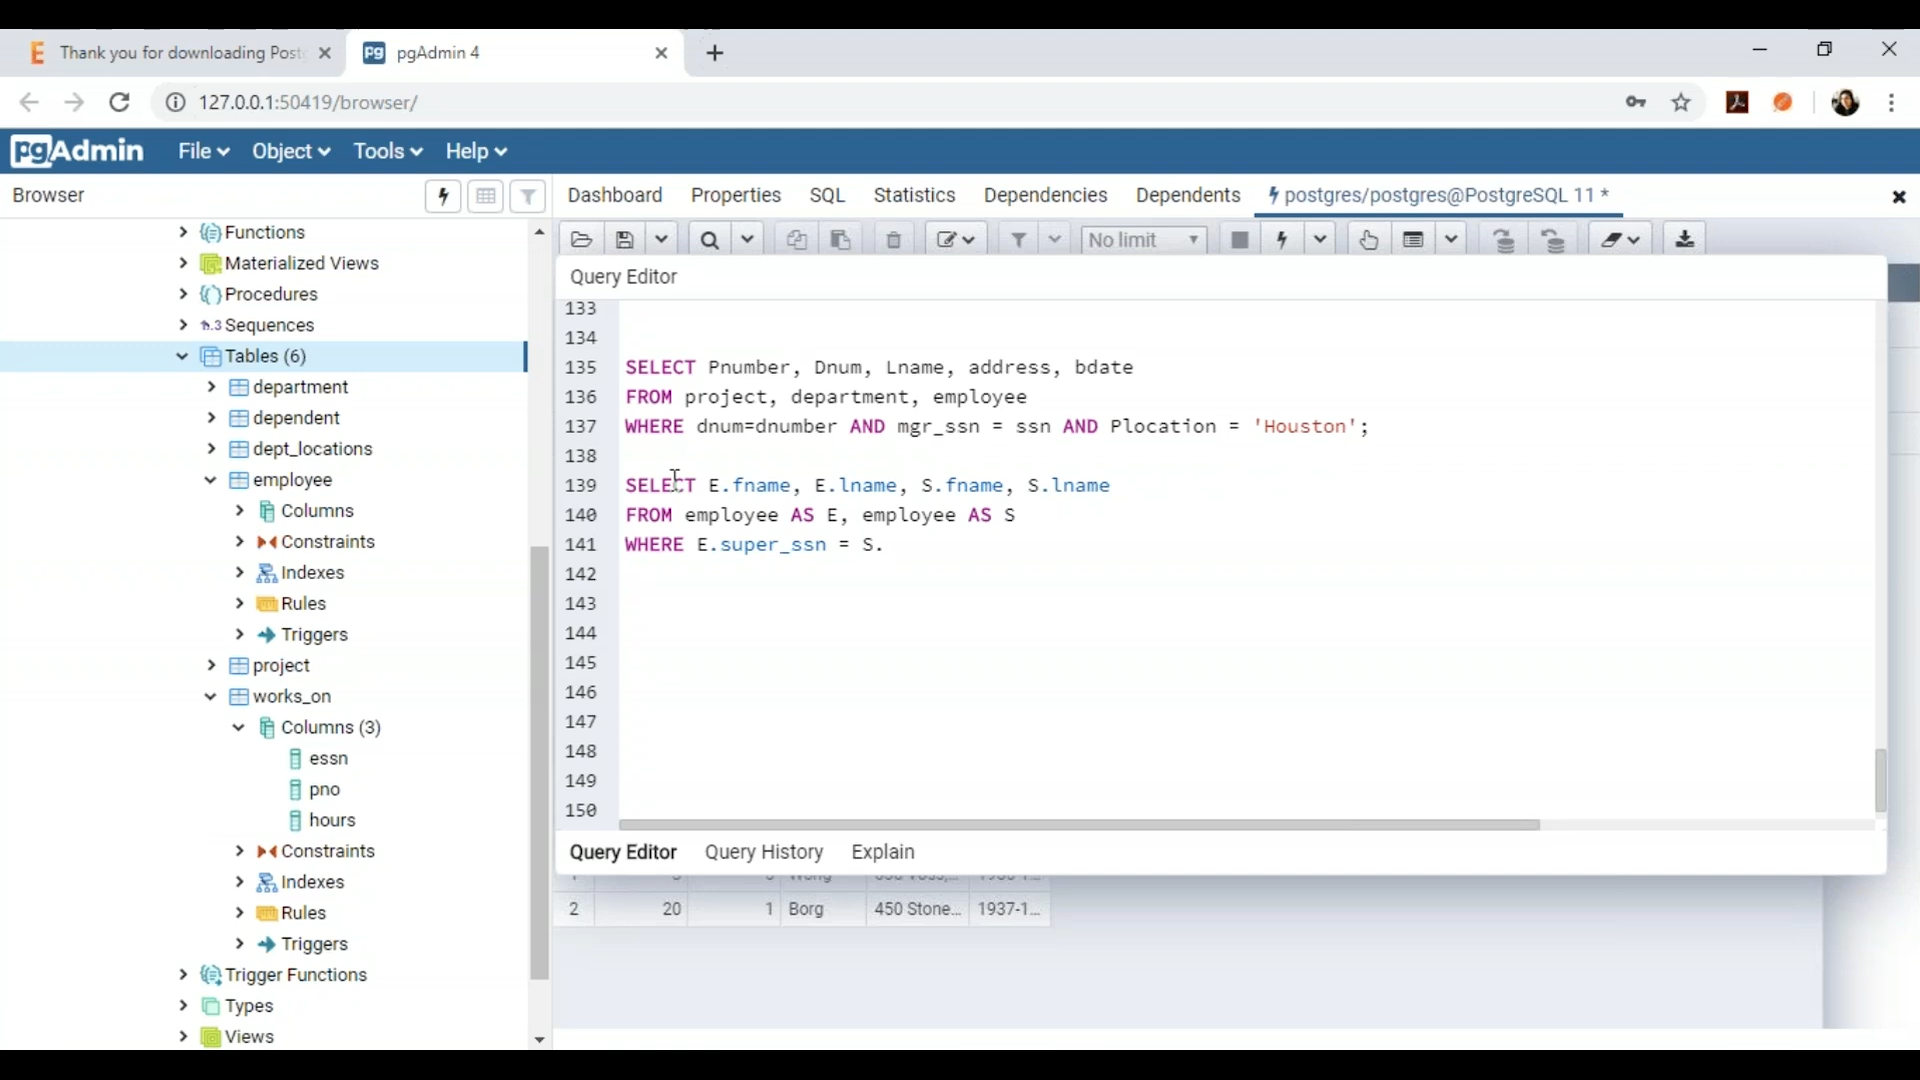 Thank you for downloading Post
pgAdmin 4
127.0.0.1:50419/browser/
pgAdmin File Object Tools Help
Browser
Dashboard Properties SQL Statistics Dependencies Dependents postgres/postgres@PostgreSQL 11 *
No limit
Functions
Materialized Views
Procedures
Sequences
Tables (6)
department
dependent
dept_locations
employee
Columns
Constraints
Indexes
Rules
Triggers
project
works_on
Columns (3)
essn
pno
hours
Constraints
Indexes
Rules
Triggers
Trigger Functions
Types
Views
Query Editor
133
134
135 SELECT Pnumber, Dnum, Lname, address, bdate
136 FROM project, department, employee
137 WHERE dnum=dnumber AND mgr_ssn = ssn AND Plocation = 'Houston';
138
139 SELECT E.fname, E.lname, S.fname, S.lname
140 FROM employee AS E, employee AS S
141 WHERE E.super_ssn = S.
142
143
144
145
146
147
148
149
150
Query Editor Query History Explain
2 20 1 Borg 450 Stone... 1937-1...